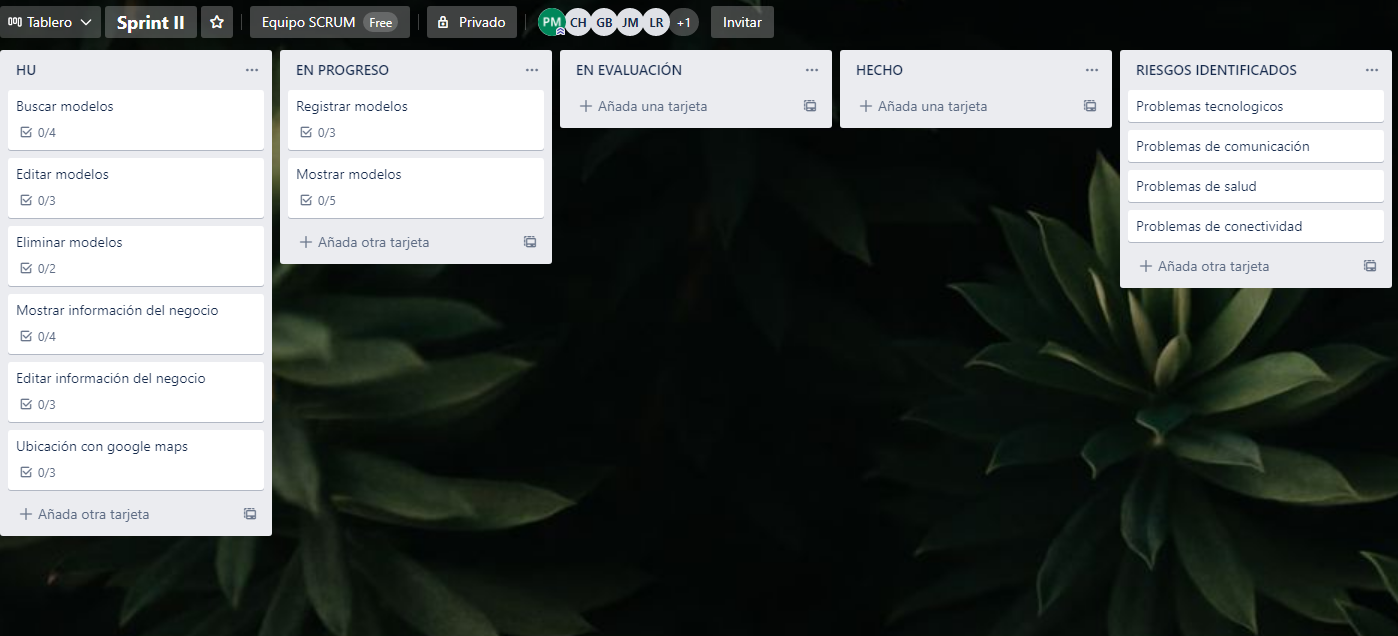 Tablero
Sprint II
Equipo SCRUM Free
Privado
PM CH GB JM LR +1
Invitar
HU
Buscar modelos
0/4
Editar modelos
0/3
Eliminar modelos
0/2
Mostrar información del negocio
0/4
Editar información del negocio
0/3
Ubicación con google maps
0/3
Añada otra tarjeta
EN PROGRESO
Registrar modelos
0/3
Mostrar modelos
0/5
Añada otra tarjeta
EN EVALUACIÓN
Añada una tarjeta
HECHO
Añada una tarjeta
RIESGOS IDENTIFICADOS
Problemas tecnologicos
Problemas de comunicación
Problemas de salud
Problemas de conectividad
Añada otra tarjeta